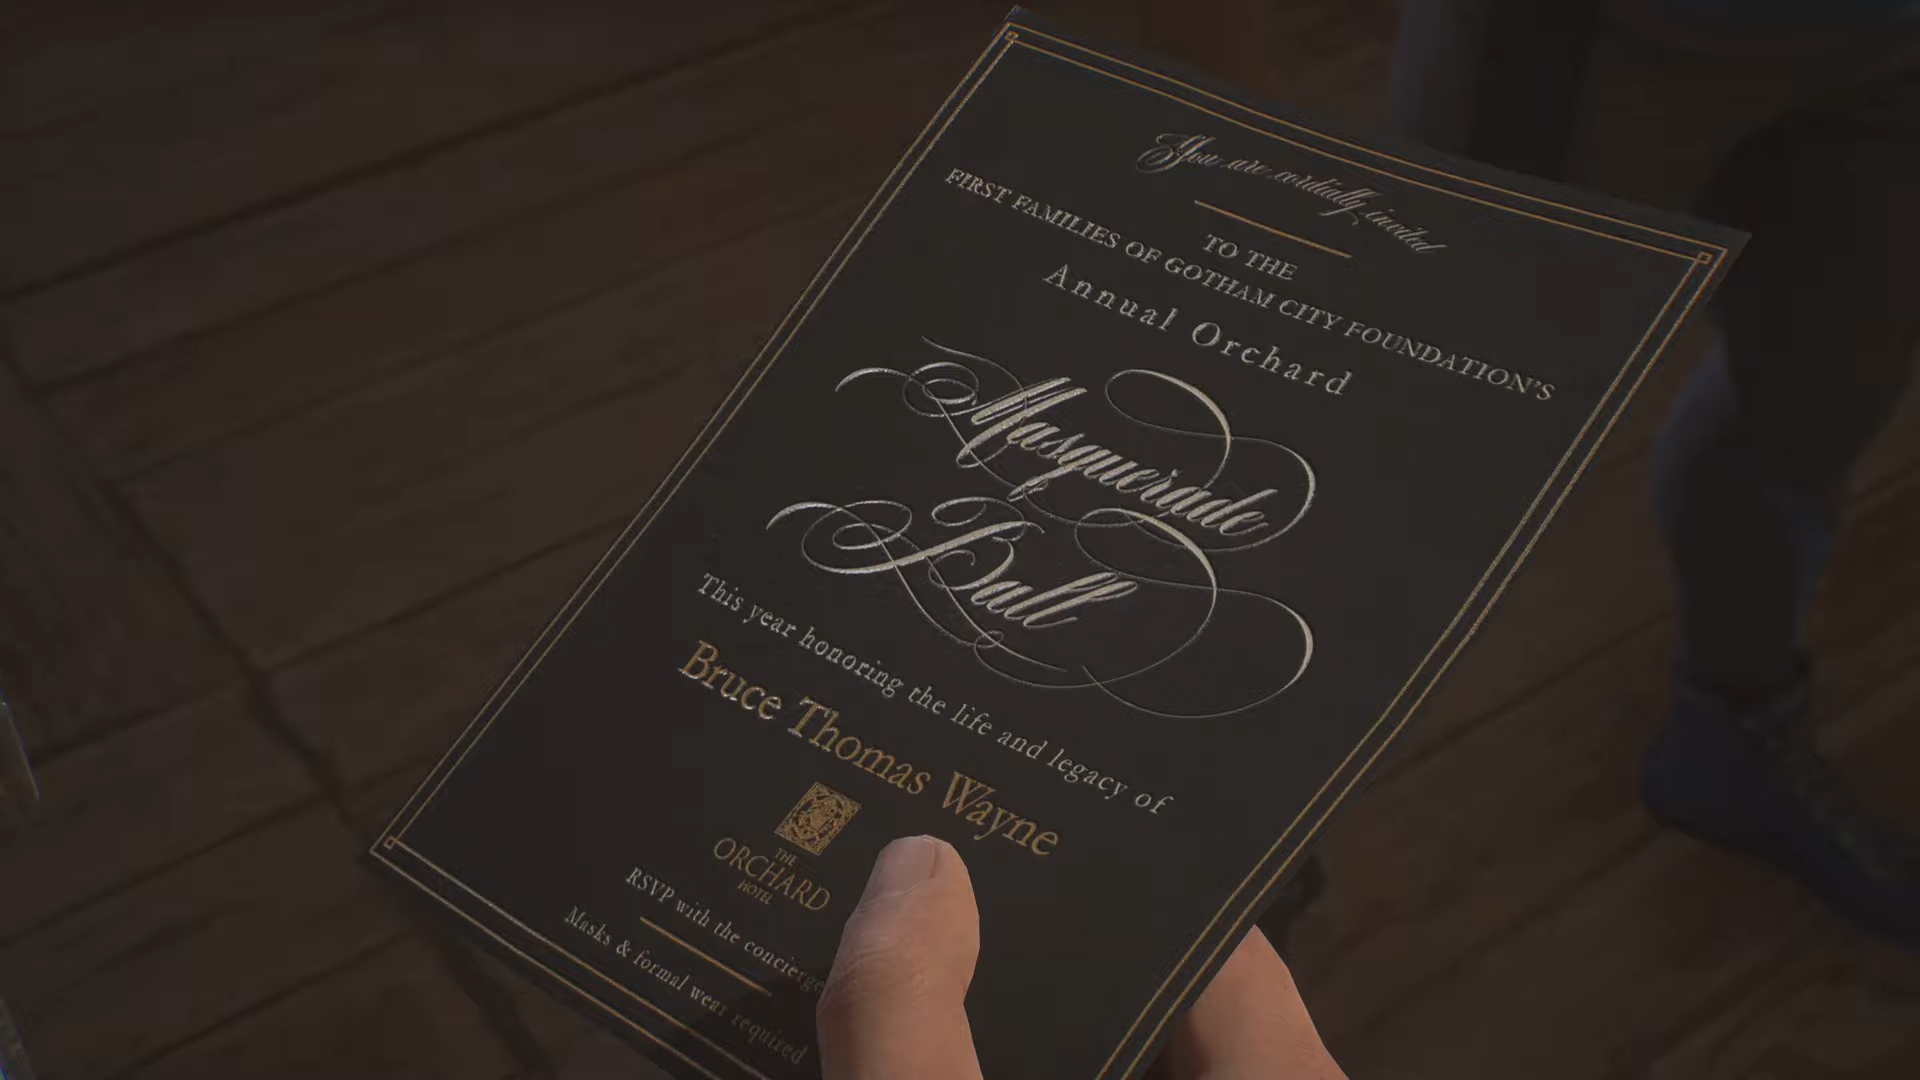 You are cordially invited
TO THE
FIRST FAMILIES OF GOTHAM CITY FOUNDATION'S
Annual Orchard
Masquerade
Ball
This year honoring the life and legacy of
Bruce Thomas Wayne
THE
ORCHARD
HOTEL
RSVP with the concierge
Masks & formal wear required